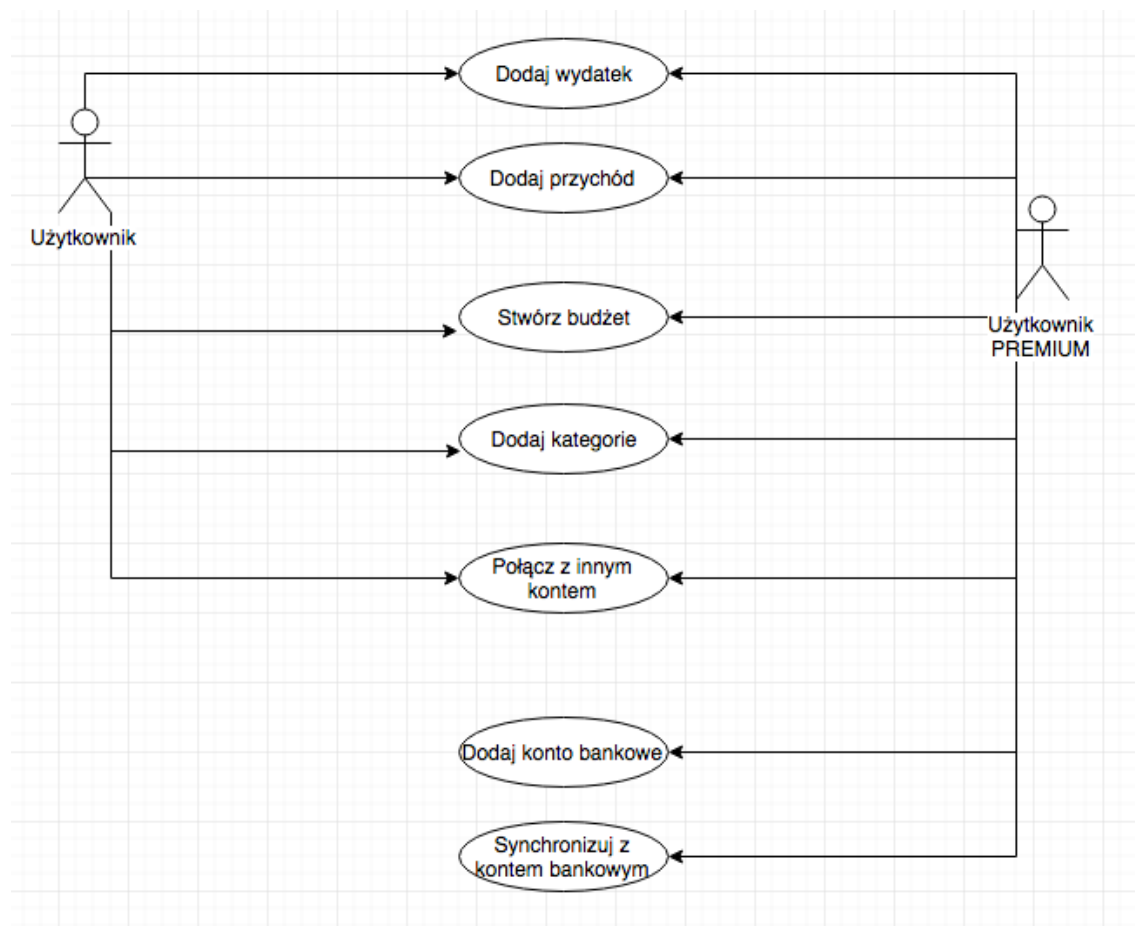 Dodaj wydatek
Dodaj przychód
Użytkownik
Stwórz budżet
Użytkownik
PREMIUM
Dodaj kategorie
Połącz z innym
kontem
Dodaj konto bankowe
Synchronizuj z
kontem bankowym